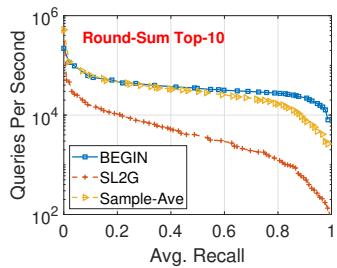 10^6
Round-Sum Top-10
10^4
10^2
Queries Per Second
BEGIN
SL2G
Sample-Ave
0 0.2 0.4 0.6 0.8 1
Avg. Recall